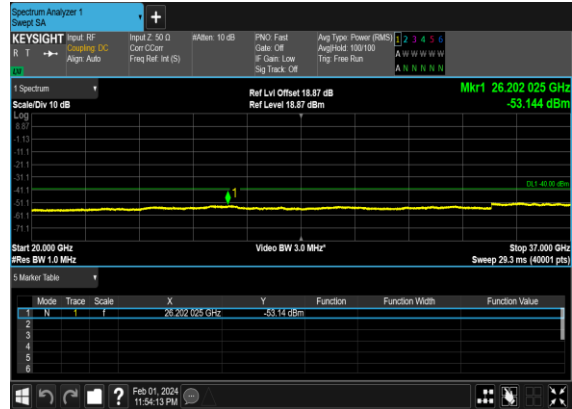 Spectrum Analyzer 1
Swept SA
+
KEYSIGHT Input: RF Input Z: 50 Ω #Atten: 10 dB PNO: Fast Avg Type: Power (RMS) 1 2 3 4 5 6
R T Coupling: DC Corr CCorr Gate: Off Avg|Hold: 100/100 A W W W W W
Align: Auto Freq Ref: Int (S) IF Gain: Low Trig: Free Run
Sig Track: Off A N N N N N
1 Spectrum Ref Lvl Offset 18.87 dB Mkr1 26.202 025 GHz
Scale/Div 10 dB Ref Level 18.87 dBm -53.144 dBm
Log
8.87
-1.13
-11.1
-21.1
-31.1
DL1 -40.00 dBm
-41.1
1
-51.1
-61.1
-71.1
Start 20.000 GHz Video BW 3.0 MHz* Stop 37.000 GHz
#Res BW 1.0 MHz Sweep 29.3 ms (40001 pts)
5 Marker Table
Mode Trace Scale X Y Function Function Width Function Value
1 N 1 f 26.202 025 GHz -53.14 dBm
2
3
4
5
6
? Feb 01, 2024
11:54:13 PM